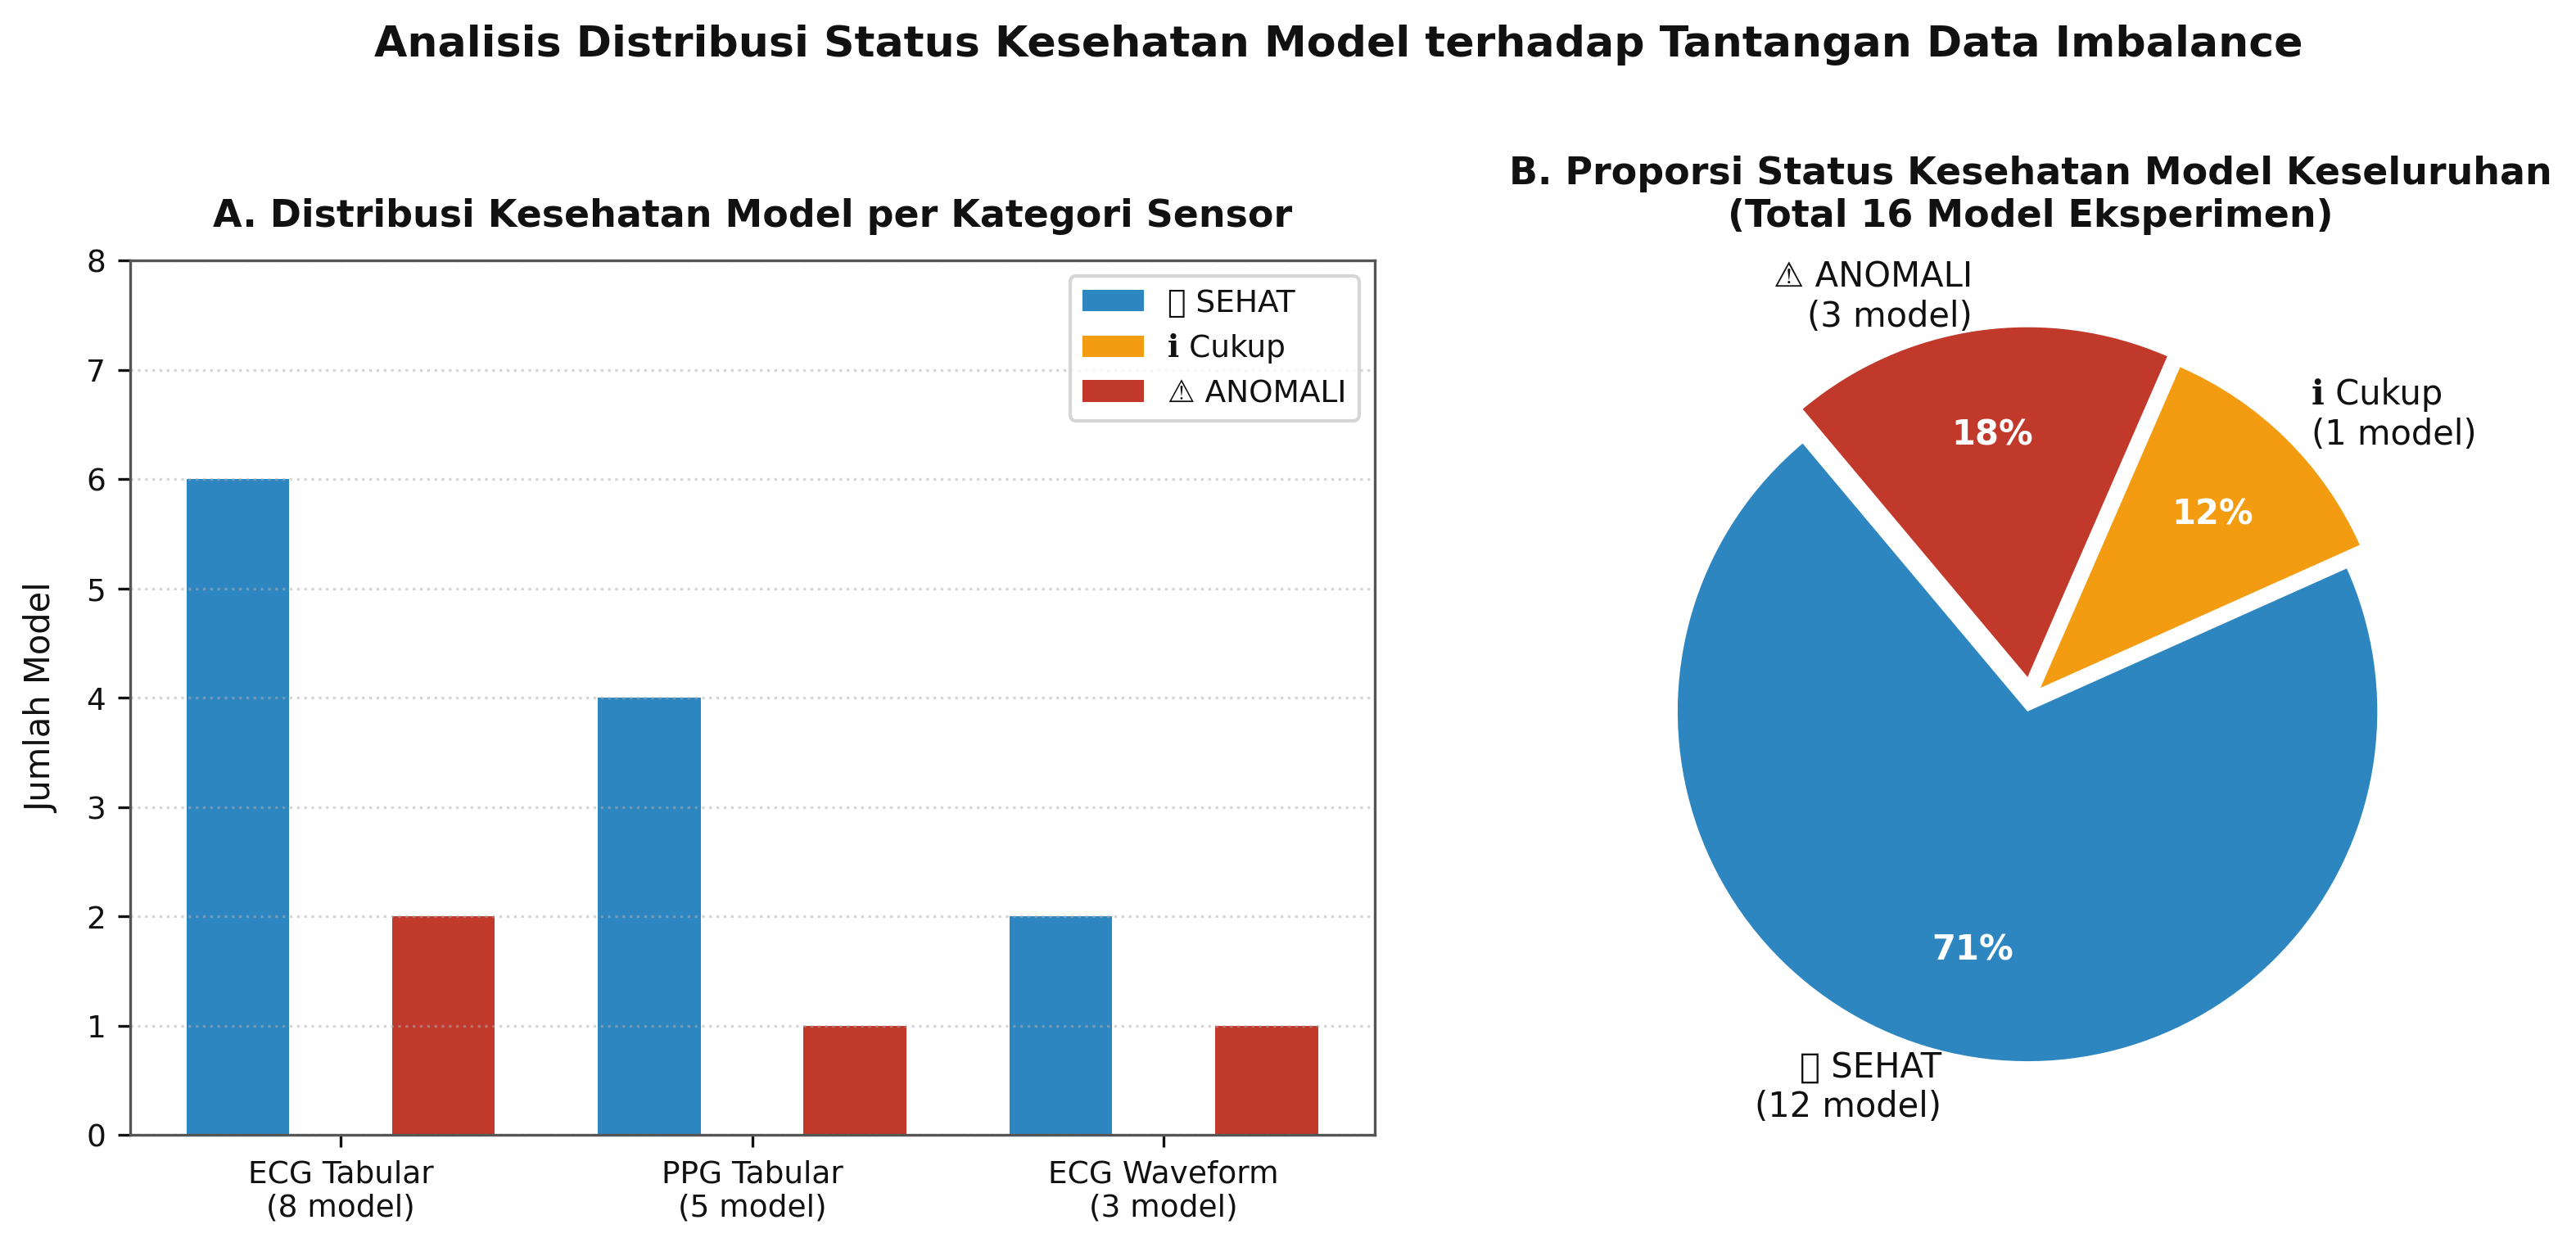 Analisis Distribusi Status Kesehatan Model terhadap Tantangan Data Imbalance
A. Distribusi Kesehatan Model per Kategori Sensor
8
7
6
5
4
3
2
1
0
Jumlah Model
▯ SEHAT
ℹ Cukup
⚠ ANOMALI
ECG Tabular
(8 model)
PPG Tabular
(5 model)
ECG Waveform
(3 model)
B. Proporsi Status Kesehatan Model Keseluruhan
(Total 16 Model Eksperimen)
⚠ ANOMALI
(3 model)
ℹ Cukup
(1 model)
18%
12%
71%
▯ SEHAT
(12 model)